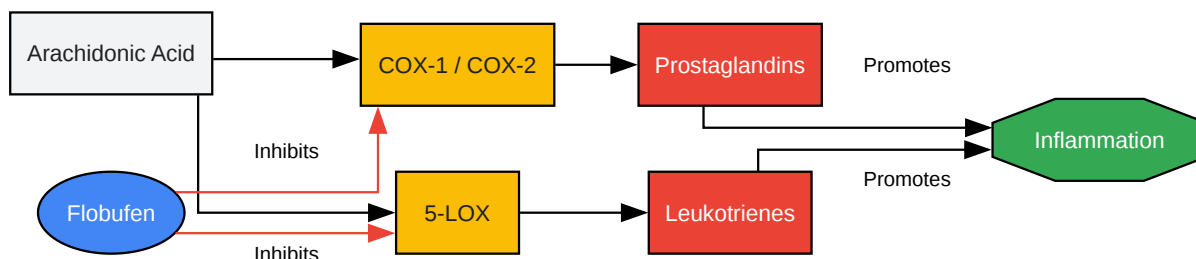 Arachidonic Acid
COX-1 / COX-2
Prostaglandins
Promotes
Inflammation
Inhibits
Flobufen
5-LOX
Leukotrienes
Promotes
Inhibits